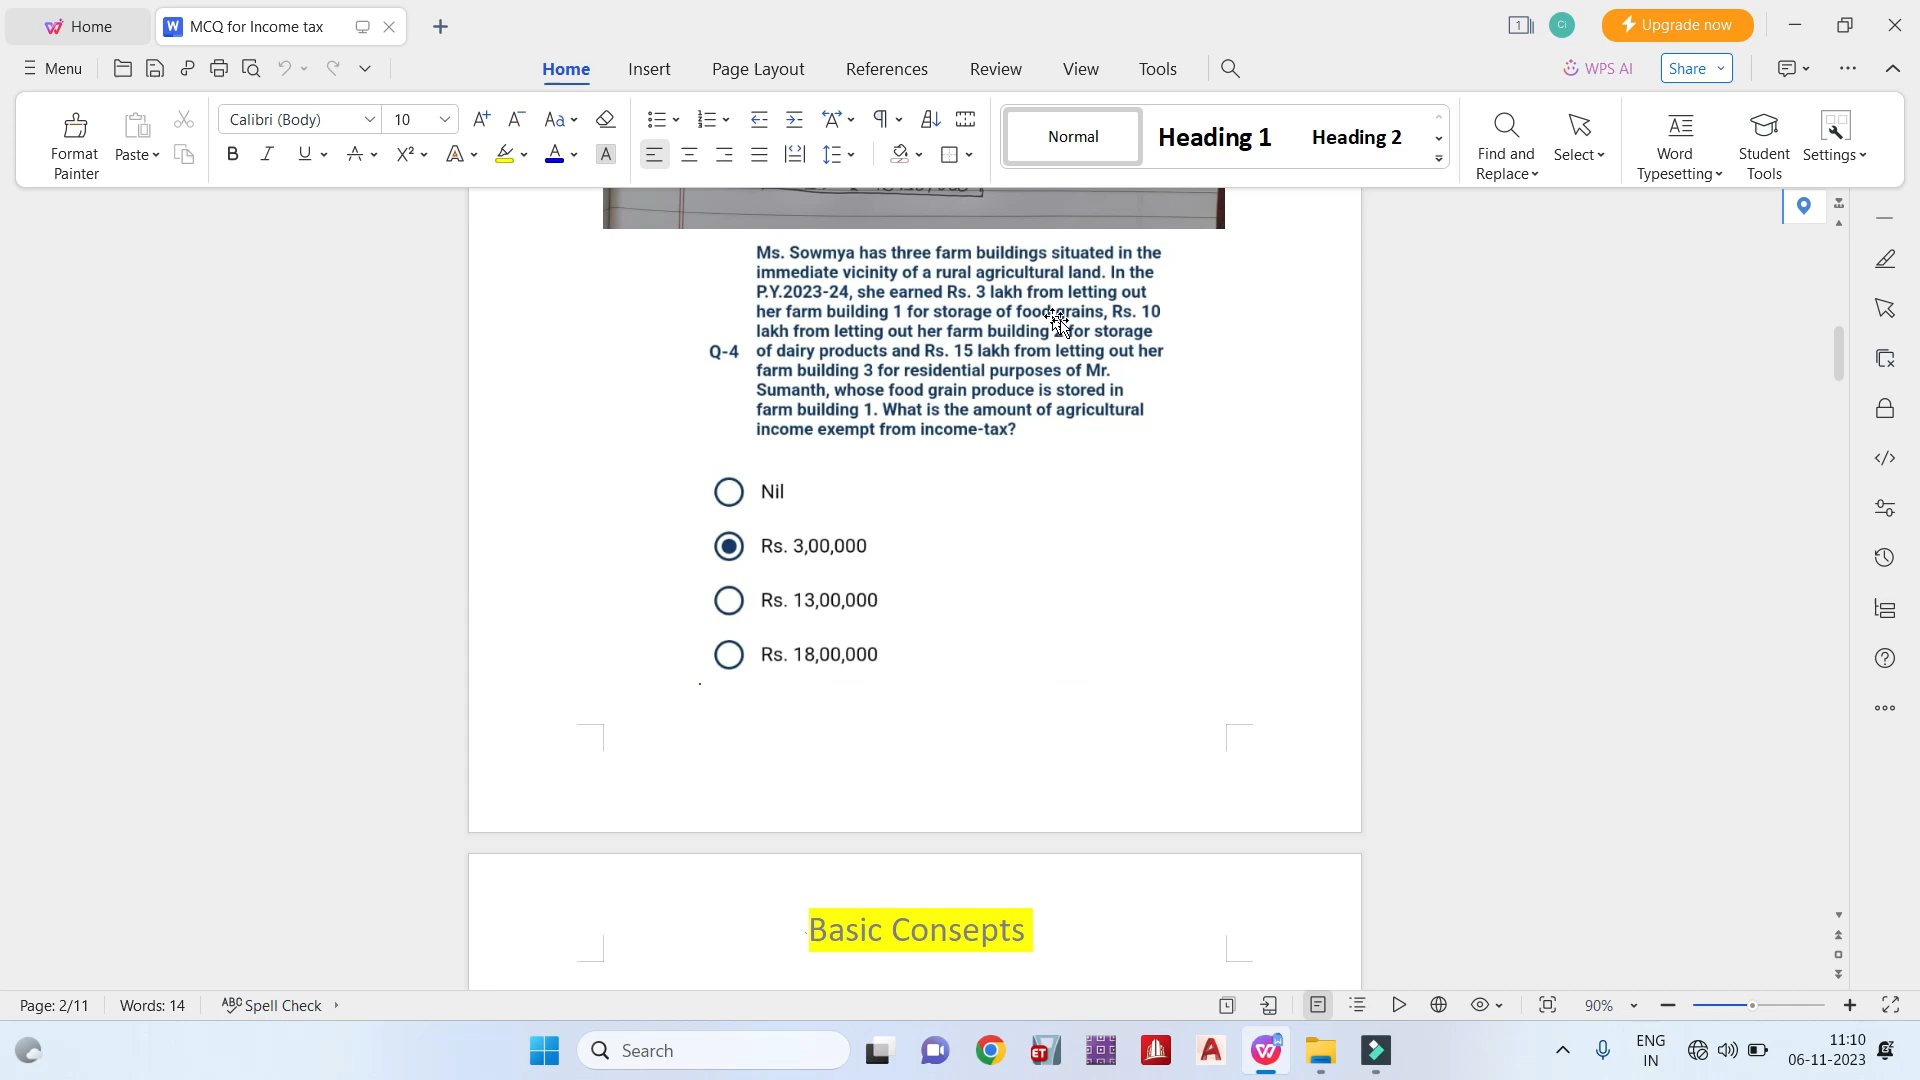 Home
MCQ for Income tax
1
Ci
Upgrade now
Menu
Home
Insert
Page Layout
References
Review
View
Tools
WPS AI
Share
Format
Painter
Paste
Calibri (Body)
10
Normal
Heading 1
Heading 2
Find and
Replace
Select
Word
Typesetting
Student
Tools
Settings
Ms. Sowmya has three farm buildings situated in the
immediate vicinity of a rural agricultural land. In the
P.Y.2023-24, she earned Rs. 3 lakh from letting out
her farm building 1 for storage of food grains, Rs. 10
lakh from letting out her farm building for storage
Q-4 of dairy products and Rs. 15 lakh from letting out her
farm building 3 for residential purposes of Mr.
Sumanth, whose food grain produce is stored in
farm building 1. What is the amount of agricultural
income exempt from income-tax?
Nil
Rs. 3,00,000
Rs. 13,00,000
Rs. 18,00,000
Basic Consepts
Page: 2/11
Words: 14
Spell Check
90%
Search
ENG
IN
11:10
06-11-2023